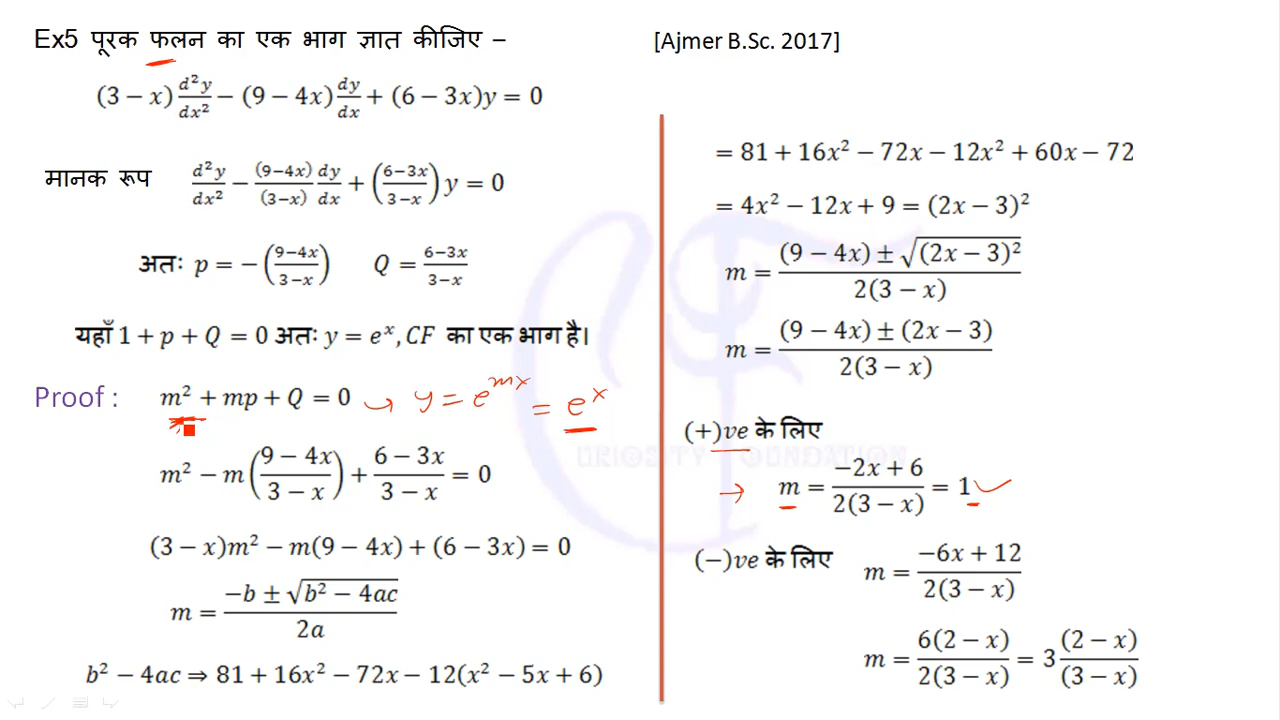 Ex5 पूरक फलन का एक भाग ज्ञात कीजिए –
(3 − x) d²y/dx² − (9 − 4x) dy/dx + (6 − 3x)y = 0
मानक रूप d²y/dx² − (9−4x)/(3−x) dy/dx + ((6−3x)/(3−x)) y = 0
अतः p = −((9−4x)/(3−x)) Q = (6−3x)/(3−x)
यहाँ 1 + p + Q = 0 अतः y = eˣ, CF का एक भाग है।
Proof : m² + mp + Q = 0 → y = e^(mx) = eˣ
m² − m((9 − 4x)/(3 − x)) + (6 − 3x)/(3 − x) = 0
(3 − x)m² − m(9 − 4x) + (6 − 3x) = 0
m = (−b ± √(b² − 4ac))/2a
b² − 4ac ⇒ 81 + 16x² − 72x − 12(x² − 5x + 6)
[Ajmer B.Sc. 2017]
= 81 + 16x² − 72x − 12x² + 60x − 72
= 4x² − 12x + 9 = (2x − 3)²
m = ((9 − 4x) ± √((2x − 3)²))/(2(3 − x))
m = ((9 − 4x) ± (2x − 3))/(2(3 − x))
(+)ve के लिए
→ m = (−2x + 6)/(2(3 − x)) = 1 ✓
(−)ve के लिए m = (−6x + 12)/(2(3 − x))
m = 6(2 − x)/(2(3 − x)) = 3 (2 − x)/(3 − x)